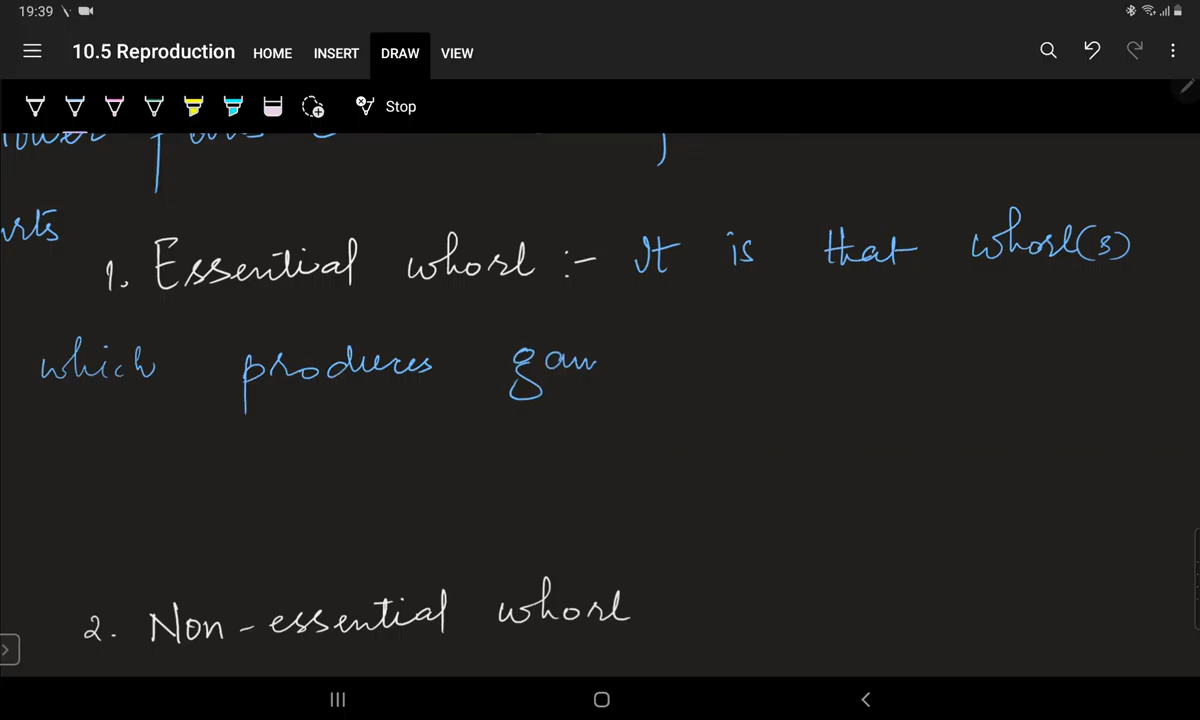 19:39
10.5 Reproduction HOME INSERT DRAW VIEW
Stop
1. Essential whorl :- It is that whorl(s)
which produces gam
2. Non-essential whorl